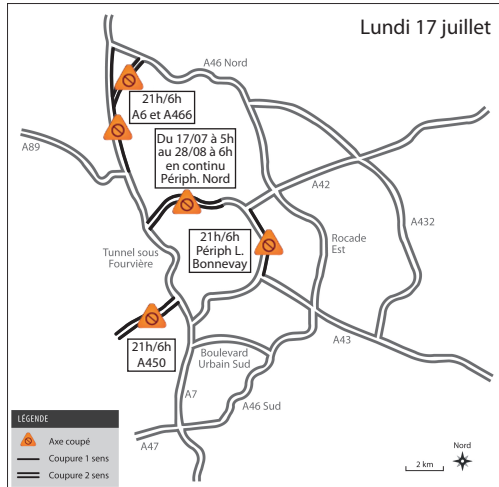 Lundi 17 juillet
A46 Nord
21h/6h
A6 et A466
A89
Du 17/07 à 5h
au 28/08 à 6h
en continu
Périph. Nord
A42
A432
21h/6h
Périph L.
Bonnevay
Rocade
Est
Tunnel sous
Fourvière
21h/6h
A450
Boulevard
Urbain Sud
A43
A7
A46 Sud
A47
LÉGENDE
Axe coupé
Coupure 1 sens
Coupure 2 sens
2 km
Nord